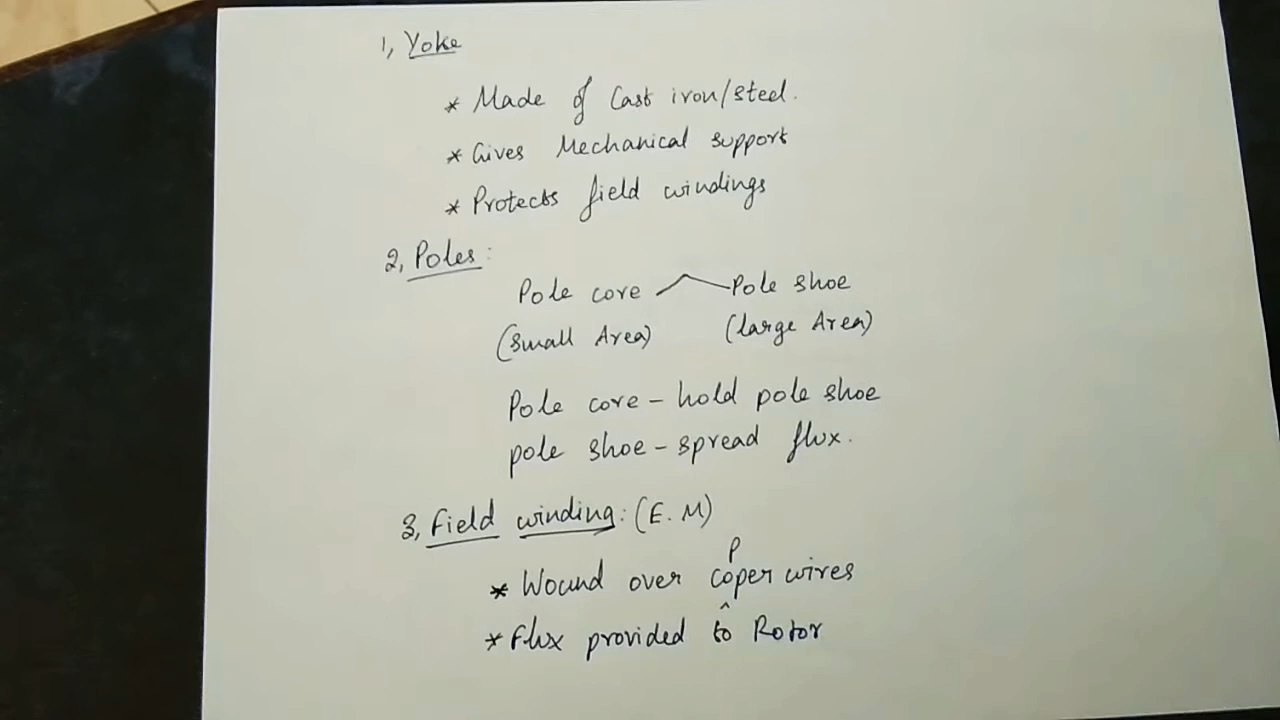 1, Yoke
* Made of Cast iron/steel.
* Gives Mechanical support
* Protects field windings
2, Poles:
Pole core Pole shoe
(small Area) (large Area)
Pole core - hold pole shoe
pole shoe - spread flux.
3, Field winding: (E.M)
P
* Wound over coper wires
^
* Flux provided to Rotor